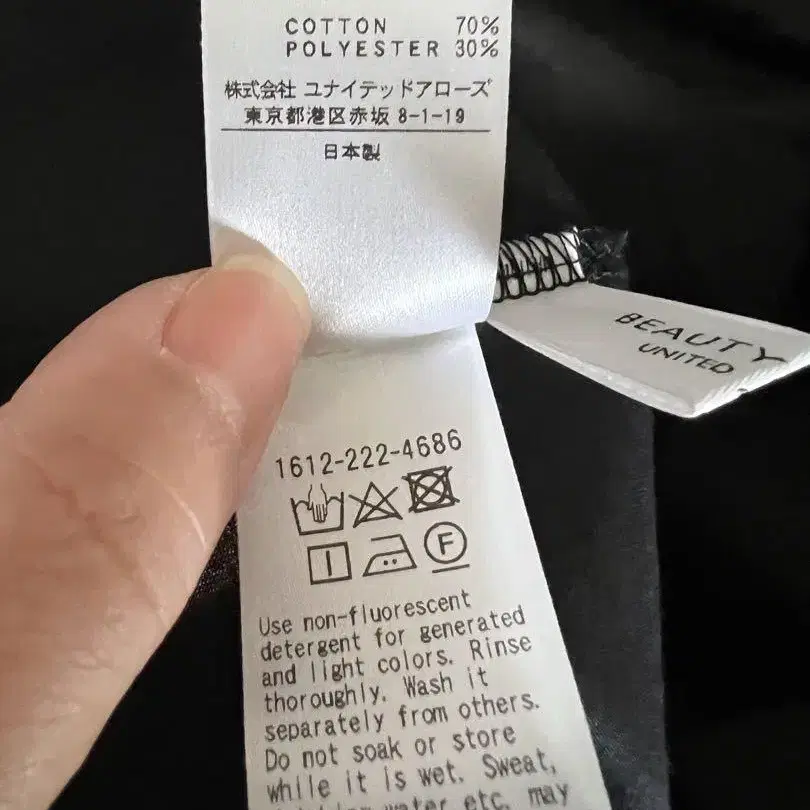 COTTON 70%
POLYESTER 30%
株式会社 ユナイテッドアローズ
東京都港区赤坂 8-1-19
日本製
BEAUTY
UNITED
1612-222-4686
F
Use non-fluorescent
detergent for generated
and light colors. Rinse
thoroughly. Wash it
separately from others.
Do not soak or store
while it is wet. Sweat,
water etc. may